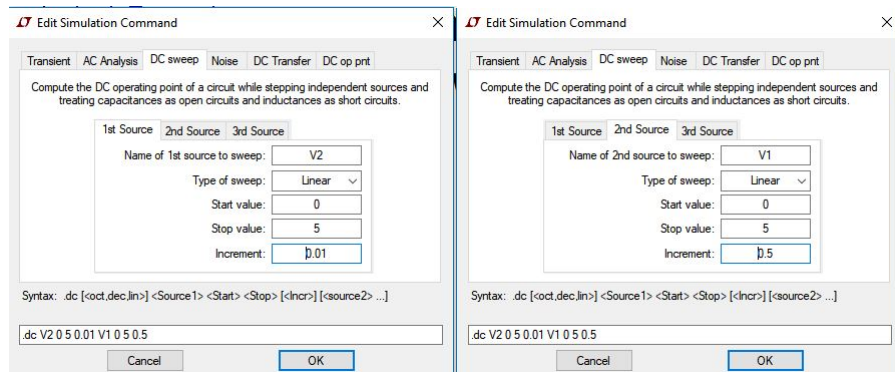 Edit Simulation Command
Transient AC Analysis DC sweep Noise DC Transfer DC op pnt
Compute the DC operating point of a circuit while stepping independent sources and
treating capacitances as open circuits and inductances as short circuits.
1st Source 2nd Source 3rd Source
Name of 1st source to sweep: V2
Type of sweep: Linear
Start value: 0
Stop value: 5
Increment: 0.01
Syntax: .dc [<oct,dec,lin>] <Source1> <Start> <Stop> [<Incr>] [<source2> ...]
.dc V2 0 5 0.01 V1 0 5 0.5
Cancel OK
Edit Simulation Command
Transient AC Analysis DC sweep Noise DC Transfer DC op pnt
Compute the DC operating point of a circuit while stepping independent sources and
treating capacitances as open circuits and inductances as short circuits.
1st Source 2nd Source 3rd Source
Name of 2nd source to sweep: V1
Type of sweep: Linear
Start value: 0
Stop value: 5
Increment: 0.5
Syntax: .dc [<oct,dec,lin>] <Source1> <Start> <Stop> [<Incr>] [<source2> ...]
.dc V2 0 5 0.01 V1 0 5 0.5
Cancel OK